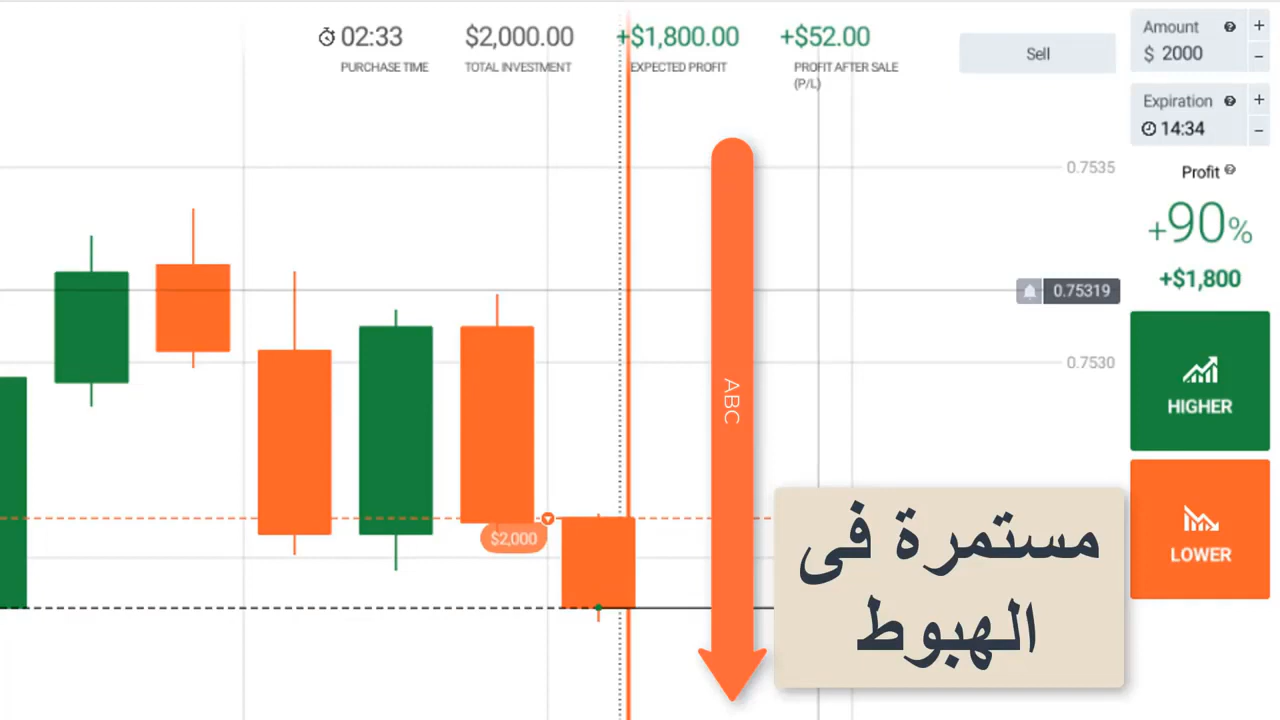 02:33
PURCHASE TIME
$2,000.00
TOTAL INVESTMENT
+$1,800.00
EXPECTED PROFIT
+$52.00
PROFIT AFTER SALE
(P/L)
Sell
Amount
$ 2000
+
-
Expiration
14:34
+
-
Profit
+90%
+$1,800
HIGHER
LOWER
0.7535
0.75319
0.7530
ABC
$2,000
مستمرة فى
الهبوط